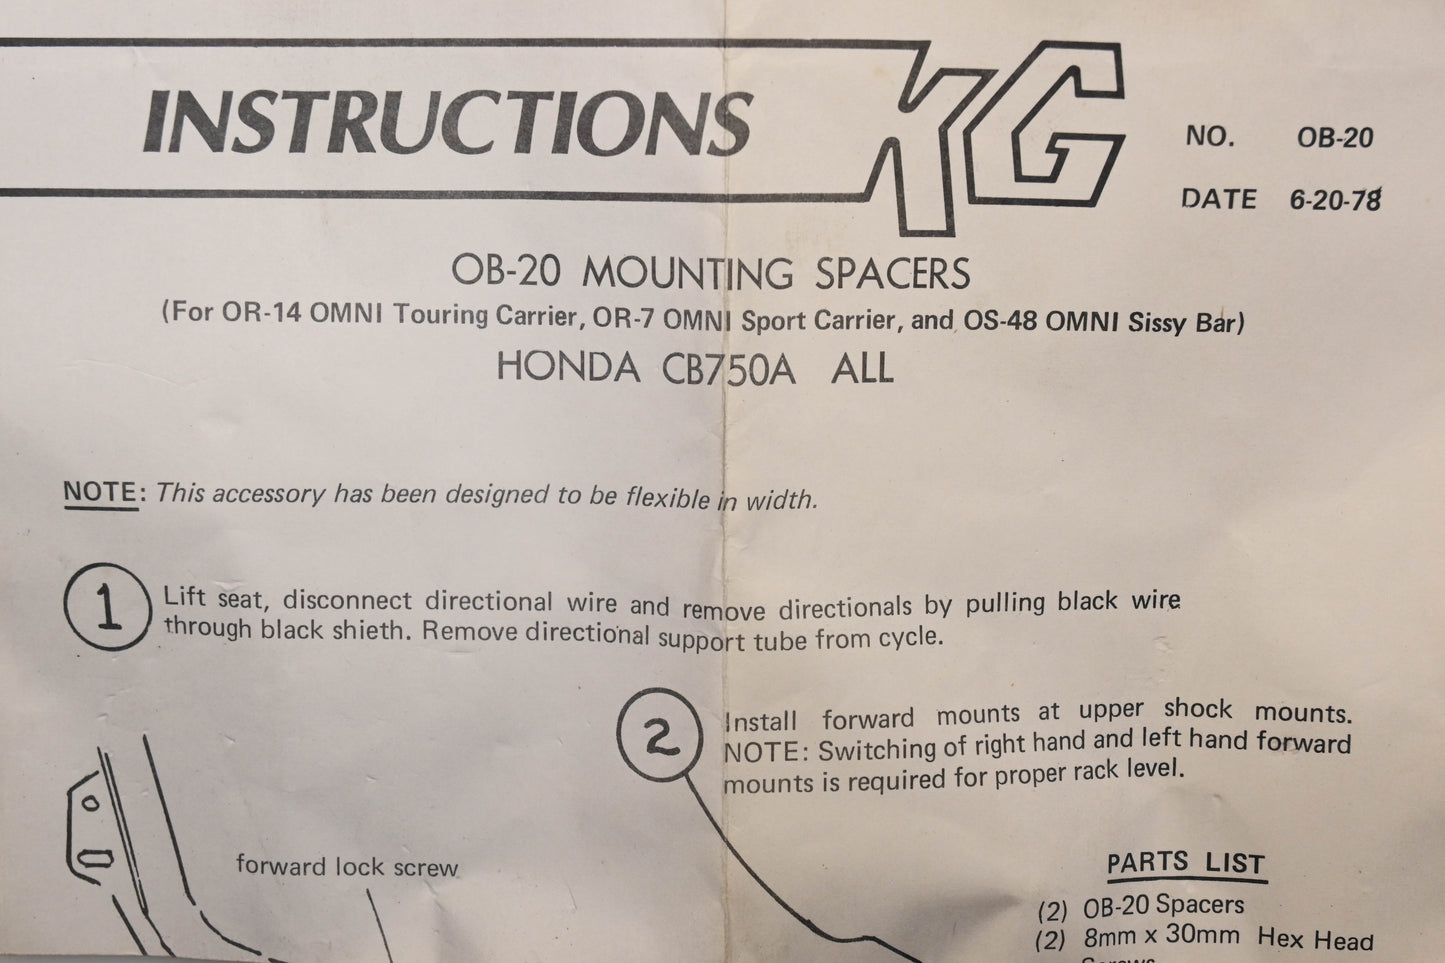 INSTRUCTIONS
KG
NO. OB-20
DATE 6-20-78
OB-20 MOUNTING SPACERS
(For OR-14 OMNI Touring Carrier, OR-7 OMNI Sport Carrier, and OS-48 OMNI Sissy Bar)
HONDA CB750A ALL
NOTE: This accessory has been designed to be flexible in width.
1 Lift seat, disconnect directional wire and remove directionals by pulling black wire
through black shieth. Remove directional support tube from cycle.
2 Install forward mounts at upper shock mounts.
NOTE: Switching of right hand and left hand forward
mounts is required for proper rack level.
forward lock screw
PARTS LIST
(2) OB-20 Spacers
(2) 8mm x 30mm Hex Head
Screws